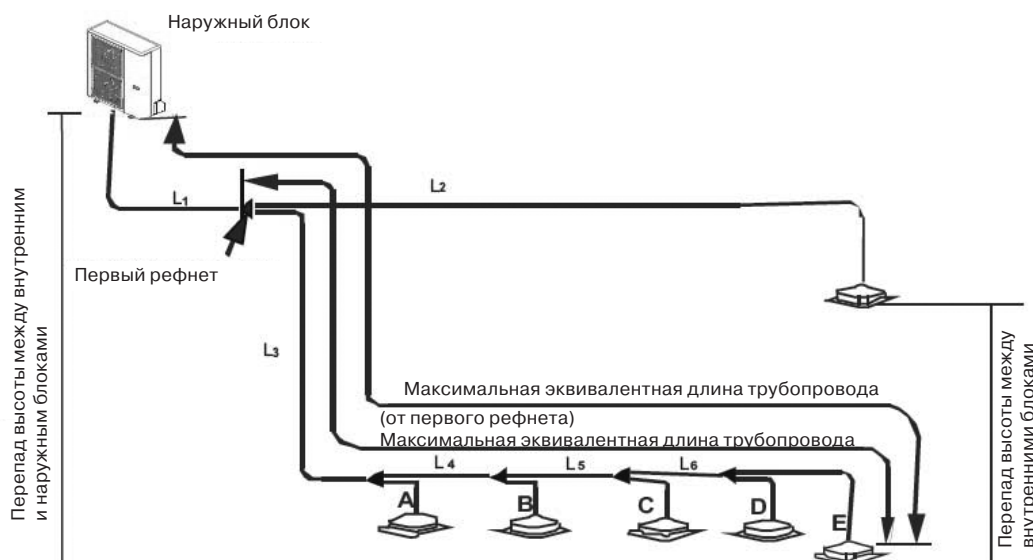 Наружный блок
L1
L2
Первый рефнет
L3
Перепад высоты между внутренним
и наружным блоками
Максимальная эквивалентная длина трубопровода
(от первого рефнета)
Максимальная эквивалентная длина трубопровода
L4
L5
L6
A
B
C
D
E
Перепад высоты между
внутренними блоками